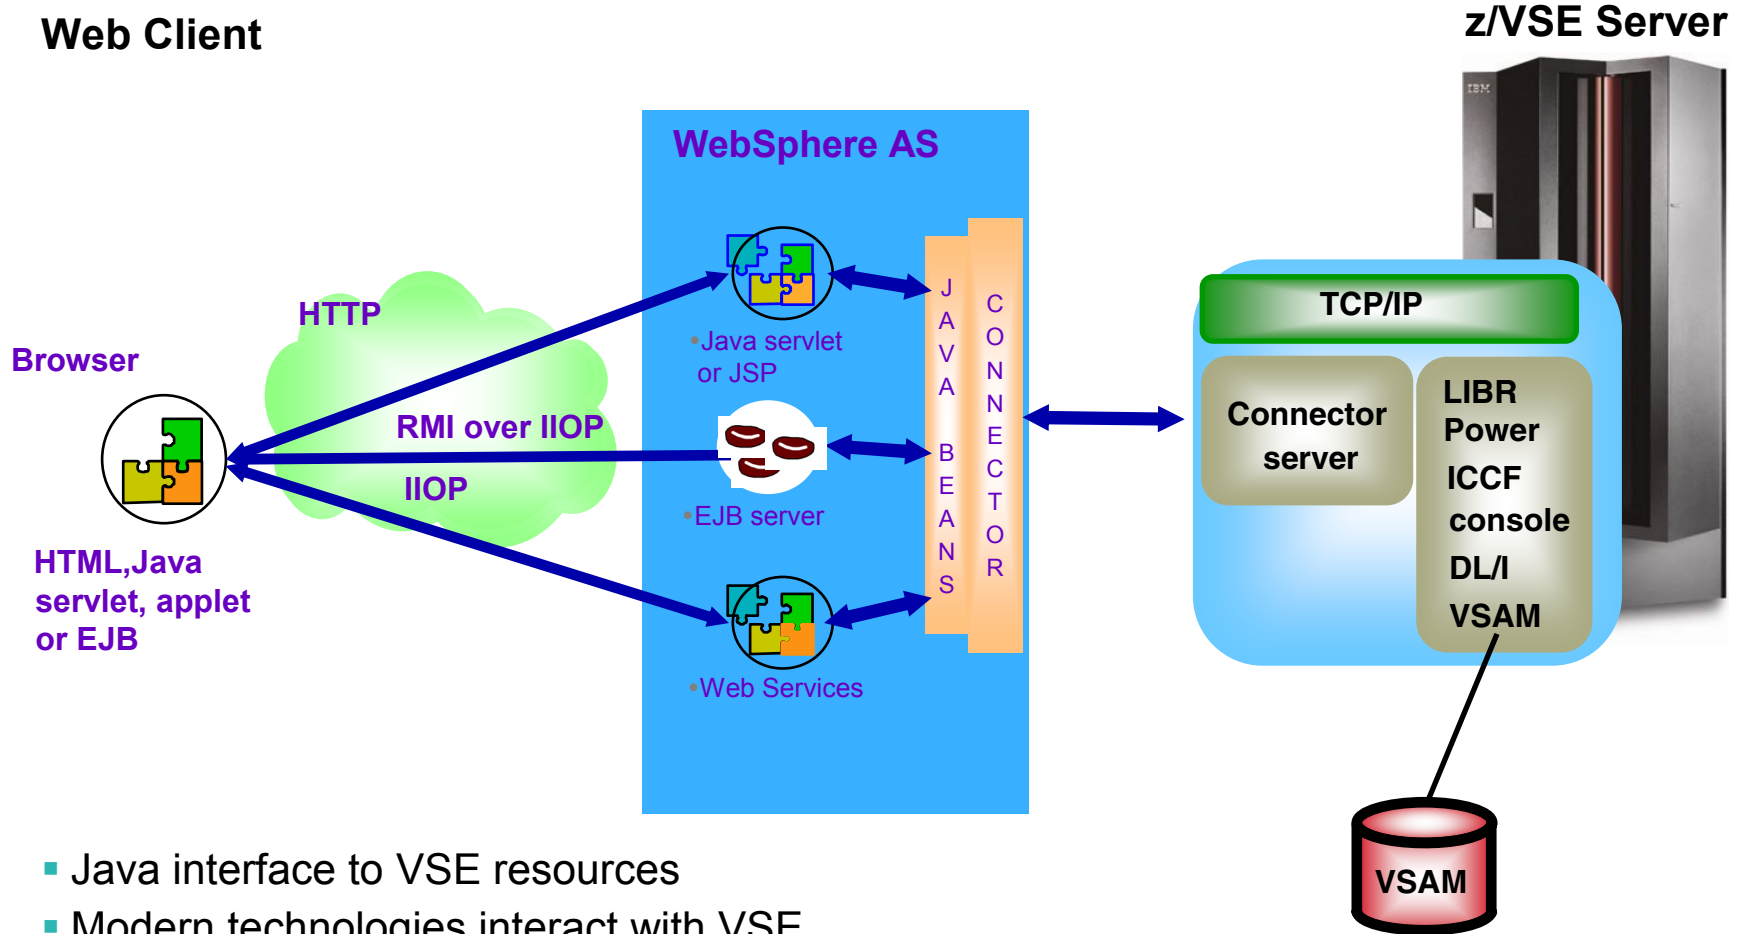 Web Client
z/VSE Server
IBM
WebSphere AS
HTTP
Browser
RMI over IIOP
IIOP
HTML,Java
servlet, applet
or EJB
•Java servlet
or JSP
•EJB server
•Web Services
JAVA BEANS
CONNECTOR
TCP/IP
Connector
server
LIBR
Power
ICCF
console
DL/I
VSAM
VSAM
▪ Java interface to VSE resources
▪ Modern technologies interact with VSE